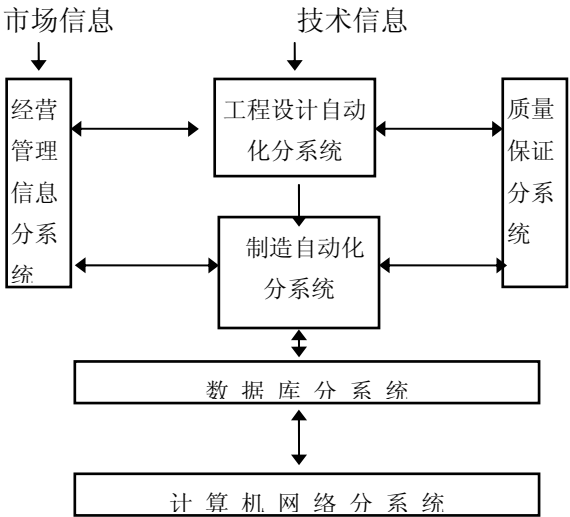 市场信息
技术信息
经营
管理
信息
分系
统
工程设计自动
化分系统
质量
保证
分系
统
制造自动化
分系统
数据库分系统
计算机网络分系统